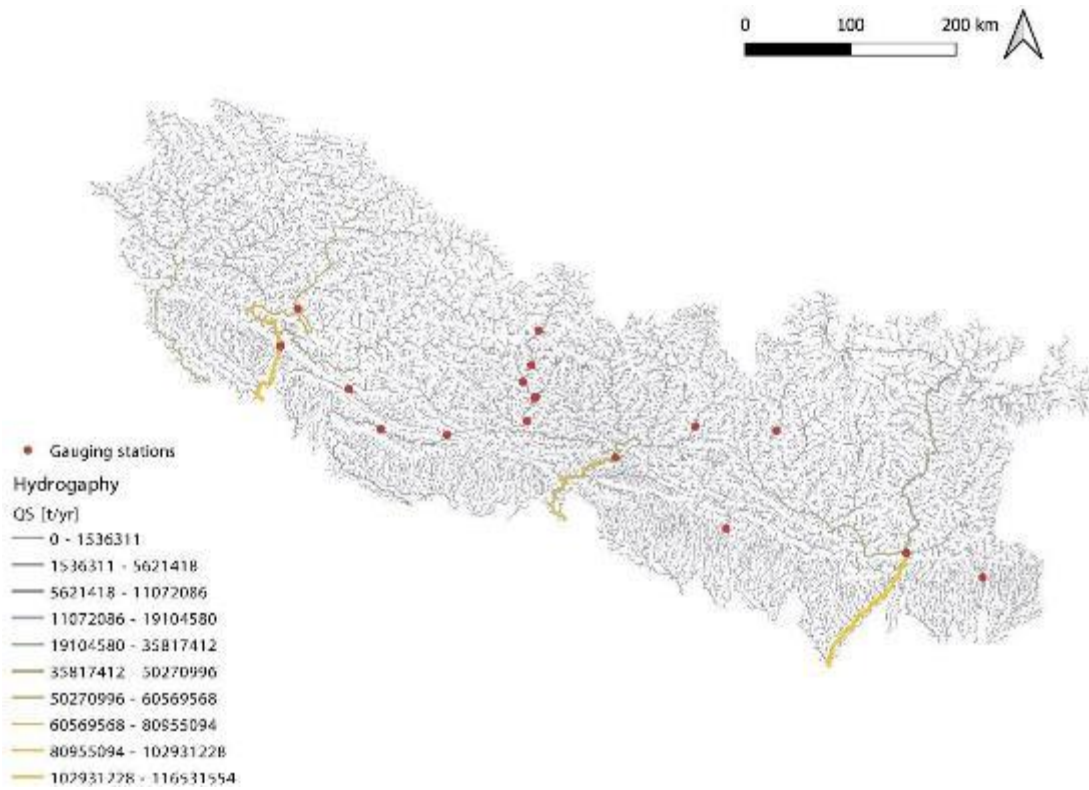 0 100 200 km
Gauging stations
Hydrogaphy
QS [t/yr]
0 - 1536311
1536311 - 5621418
5621418 - 11072086
11072086 - 19104580
19104580 - 35817412
35817412 - 50270996
50270996 - 60569568
60569568 - 80955094
80955094 - 102931228
102931228 - 116531554